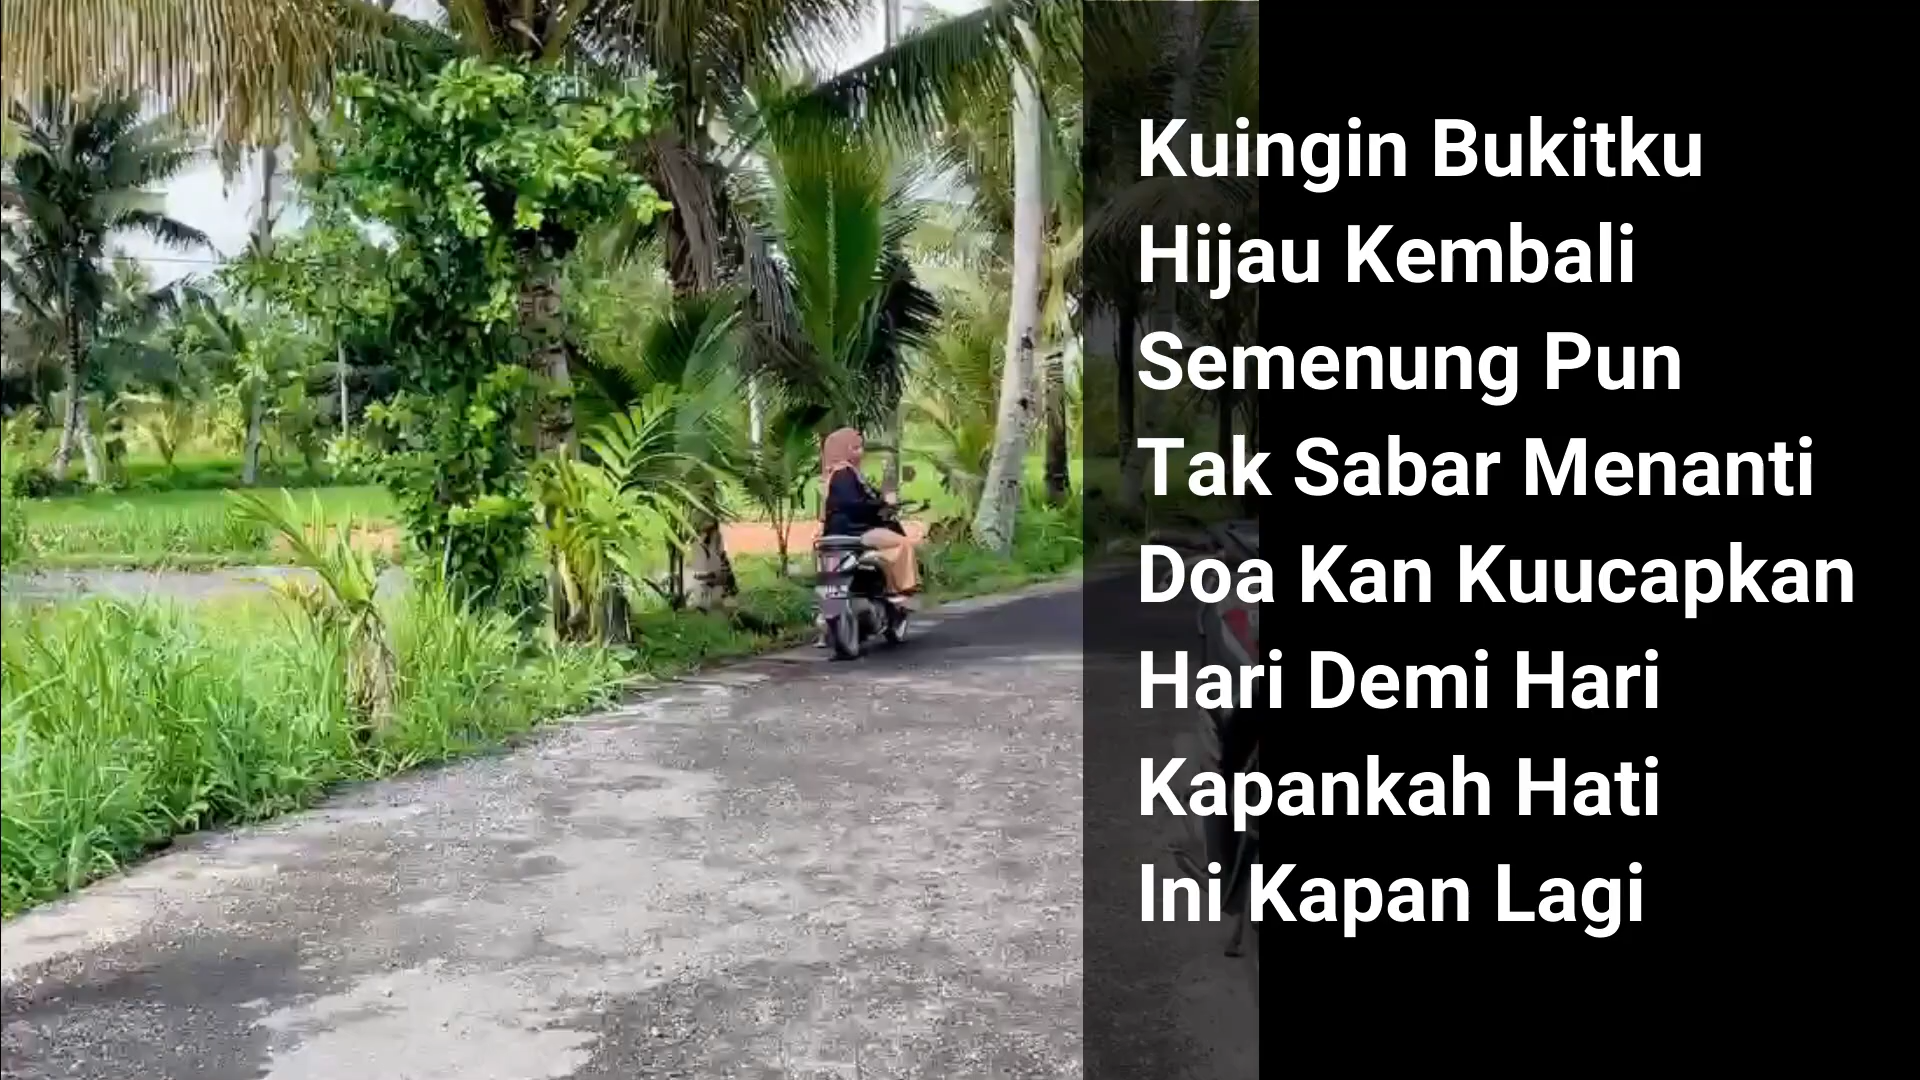 Kuingin Bukitku
Hijau Kembali
Semenung Pun
Tak Sabar Menanti
Doa Kan Kuucapkan
Hari Demi Hari
Kapankah Hati
Ini Kapan Lagi